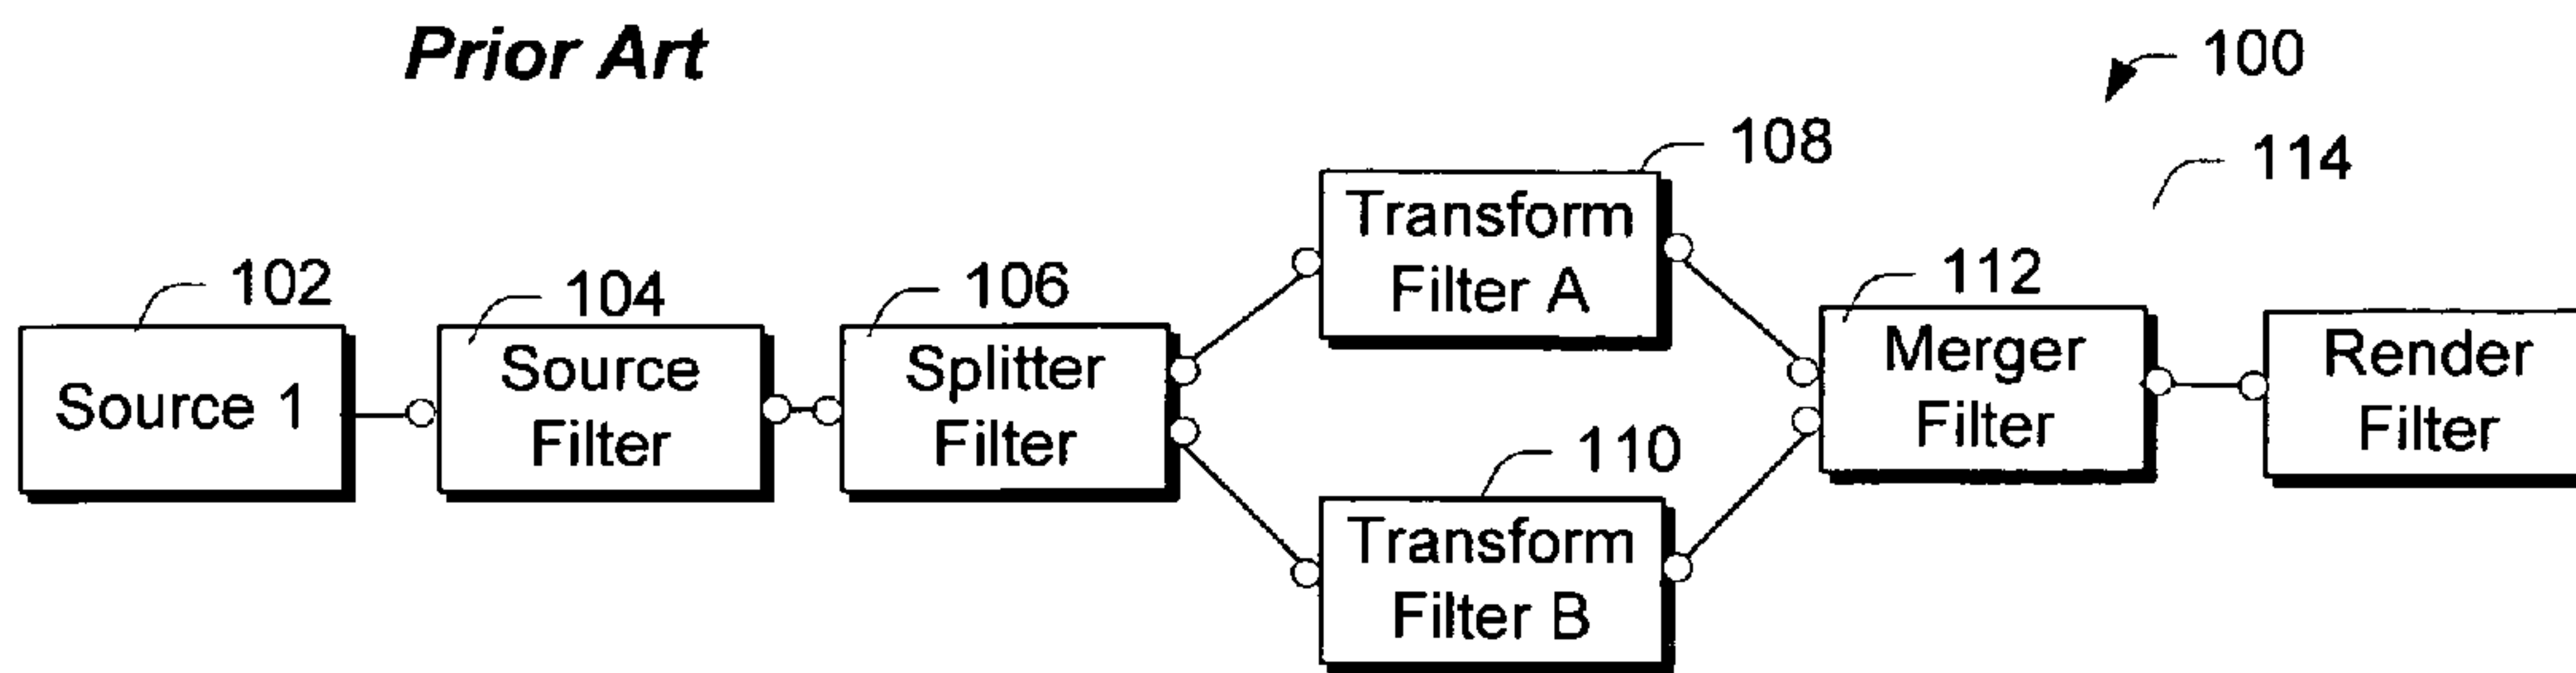 Prior Art
100
114
108
102
104
106
112
Transform
Filter A
Source 1
Source
Filter
Splitter
Filter
Merger
Filter
Render
Filter
110
Transform
Filter B